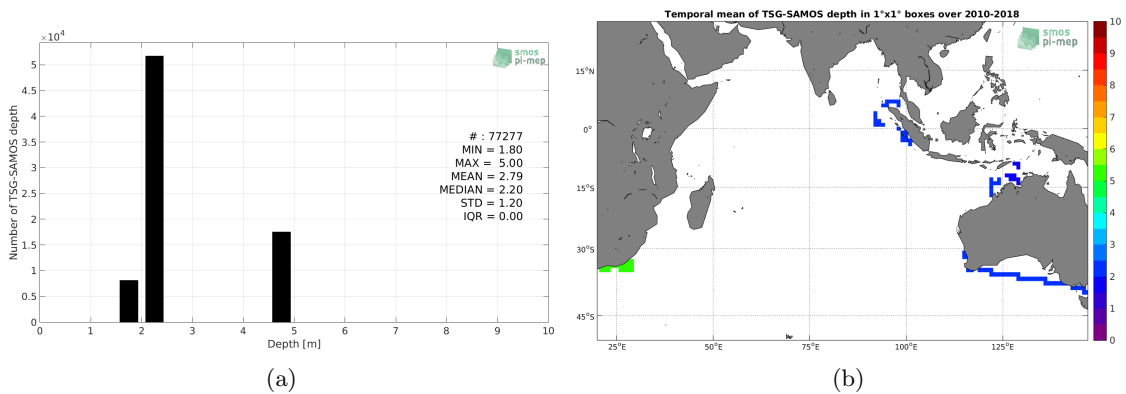 ×10⁴
5
4.5
4
3.5
3
2.5
2
1.5
1
0.5
0
Number of TSG-SAMOS depth
0 1 2 3 4 5 6 7 8 9 10
Depth [m]
smos
pi-mep
# : 77277
MIN = 1.80
MAX = 5.00
MEAN = 2.79
MEDIAN = 2.20
STD = 1.20
IQR = 0.00
(a)
Temporal mean of TSG-SAMOS depth in 1°x1° boxes over 2010-2018
smos
pi-mep
15°N
0°
15°S
30°S
45°S
25°E 50°E 75°E 100°E 125°E
10
9
8
7
6
5
4
3
2
1
0
(b)